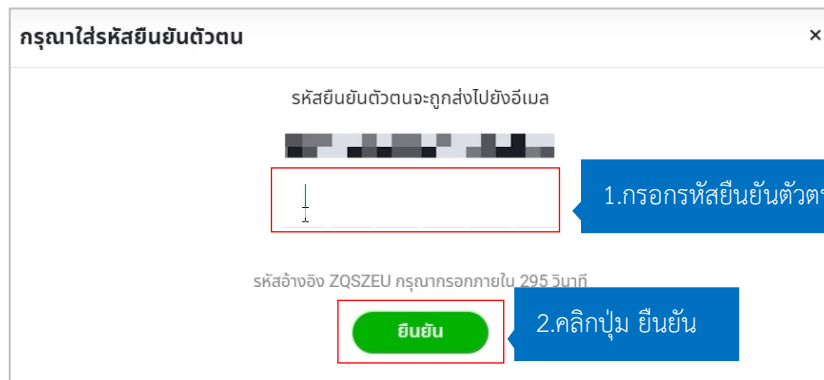 กรุณาใส่รหัสยืนยันตัวตน
×
รหัสยืนยันตัวตนจะถูกส่งไปยังอีเมล
1.กรอกรหัสยืนยันตัวตน
รหัสอ้างอิง ZQSZEU กรุณากรอกภายใน 295 วินาที
ยืนยัน
2.คลิกปุ่ม ยืนยัน